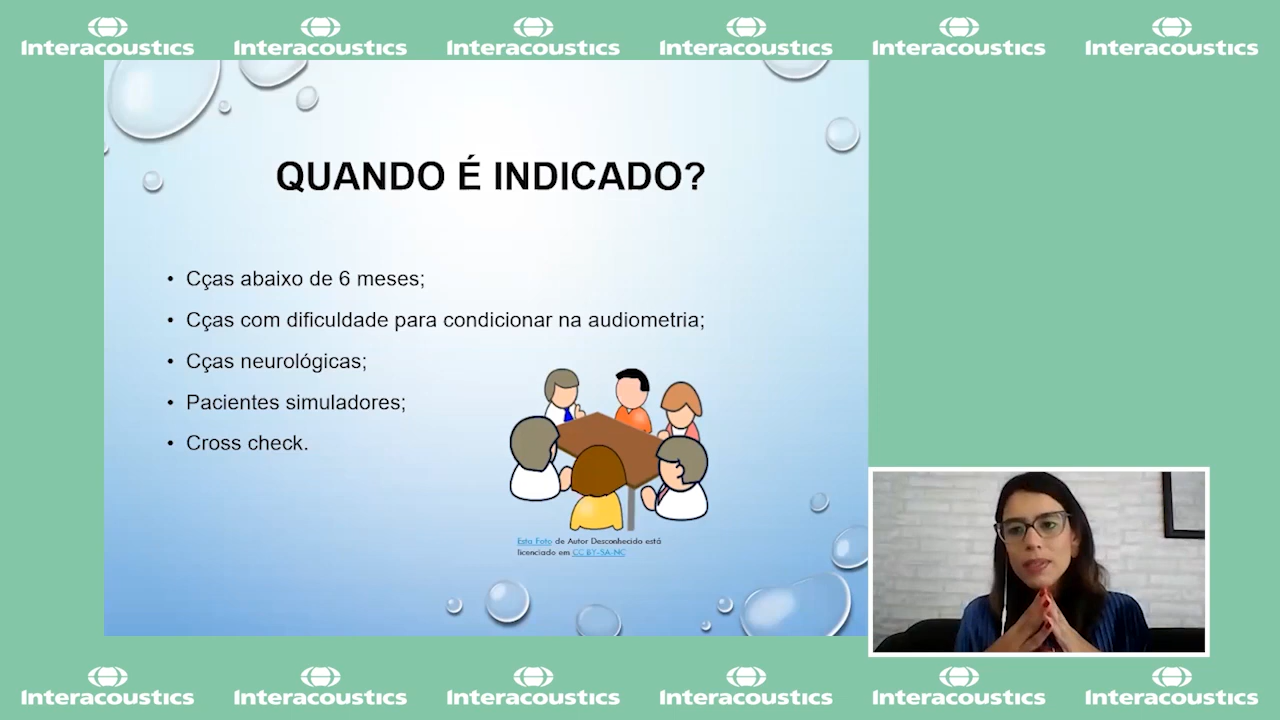 Interacoustics Interacoustics Interacoustics Interacoustics Interacoustics Interacoustics
QUANDO É INDICADO?
• Cças abaixo de 6 meses;
• Cças com dificuldade para condicionar na audiometria;
• Cças neurológicas;
• Pacientes simuladores;
• Cross check.
Esta Foto de Autor Desconhecido está
licenciado em CC BY-SA-NC
Interacoustics Interacoustics Interacoustics Interacoustics Interacoustics Interacoustics